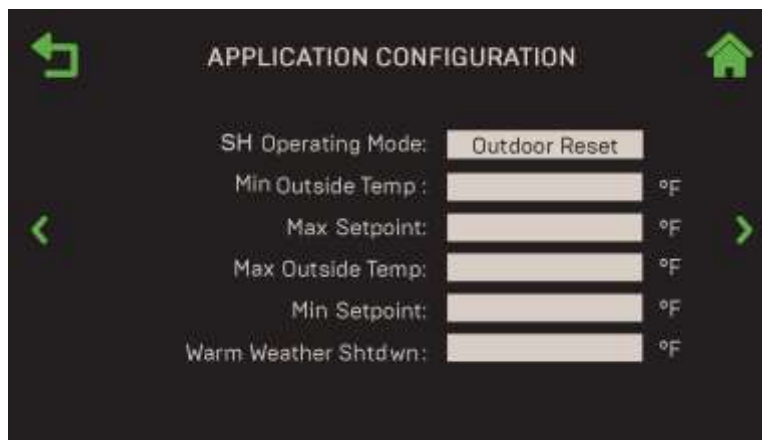 APPLICATION CONFIGURATION
SH Operating Mode: Outdoor Reset
Min Outside Temp : °F
Max Setpoint: °F
Max Outside Temp: °F
Min Setpoint: °F
Warm Weather Shtdwn: °F